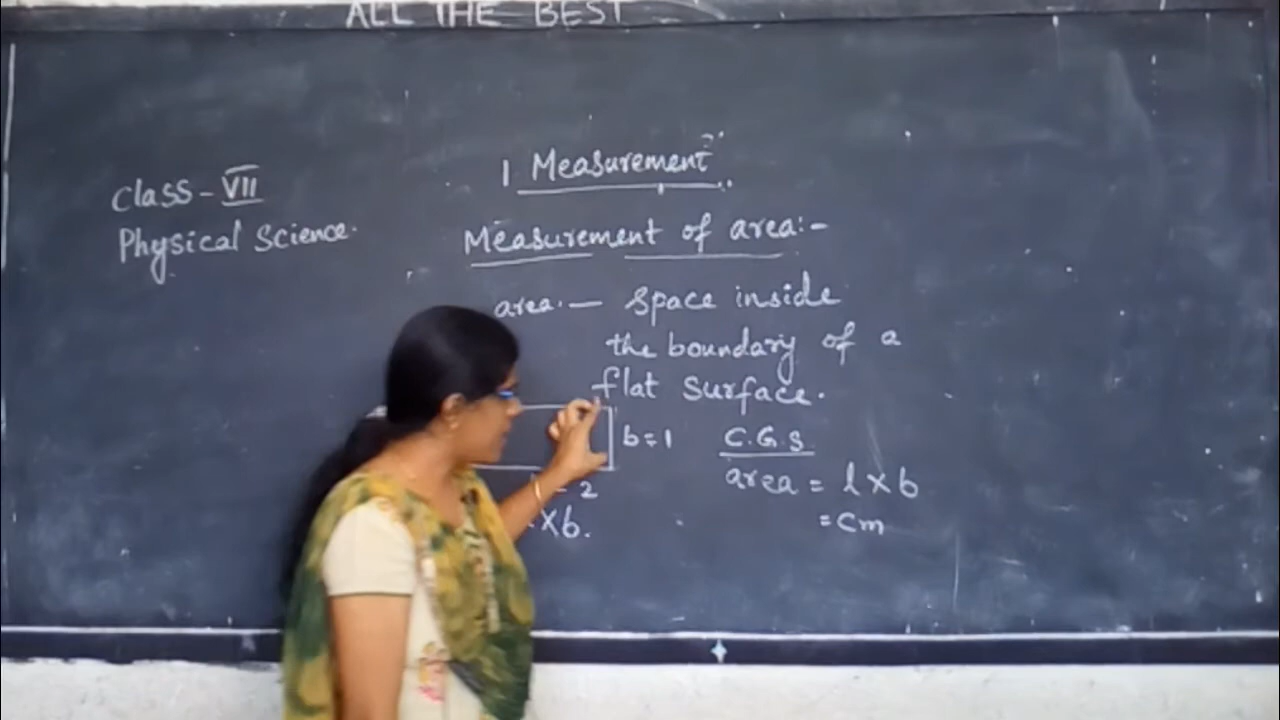 ALL THE BEST
Class - VII
Physical Science.
1 Measurement
Measurement of area:-
area. — space inside
the boundary of a
flat surface.
b = 1
C.G.S
area = l x b
= cm
= 2
x b.